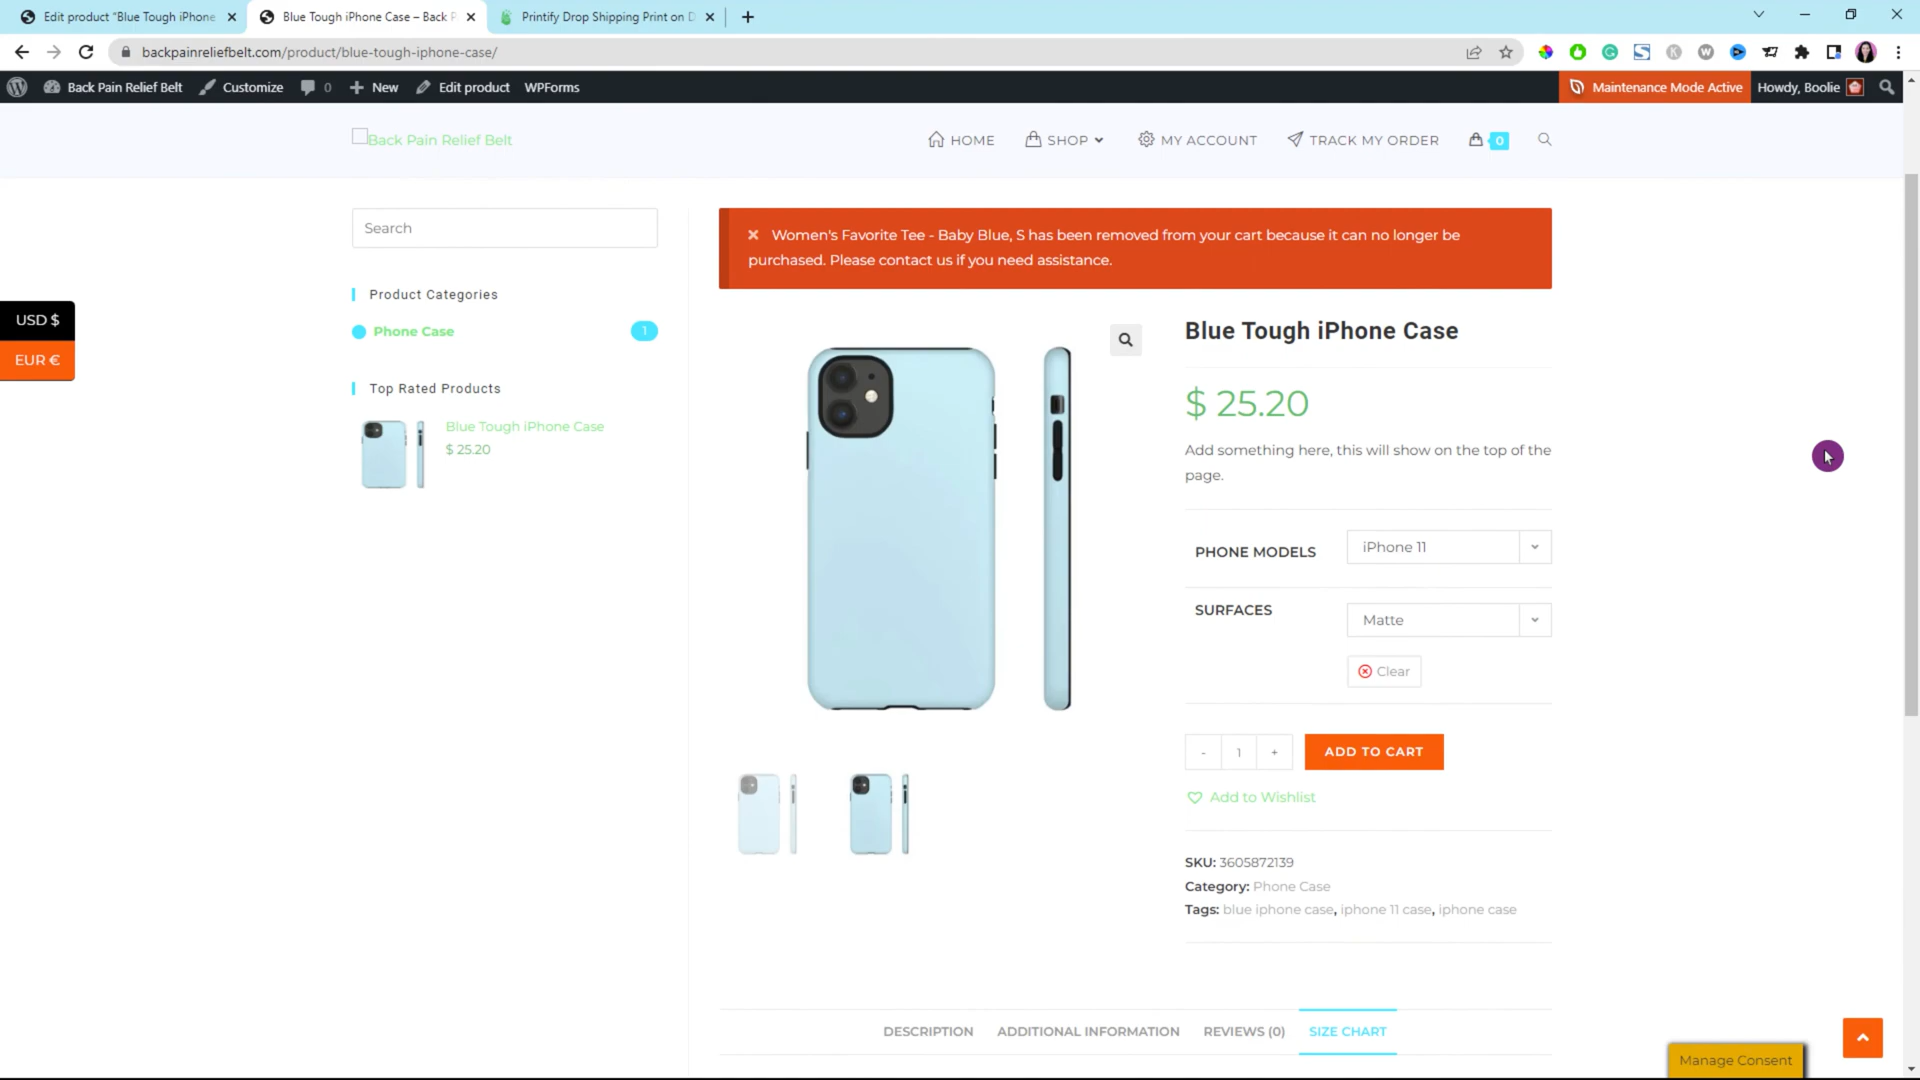 Edit product "Blue Tough iPhone
Blue Tough iPhone Case – Back P
Printify Drop Shipping Print on D
backpainreliefbelt.com/product/blue-tough-iphone-case/
Back Pain Relief Belt
Customize
0
New
Edit product
WPForms
Maintenance Mode Active
Howdy, Boolie
Back Pain Relief Belt
HOME
SHOP
MY ACCOUNT
TRACK MY ORDER
0
Search
Product Categories
Phone Case
1
Top Rated Products
Blue Tough iPhone Case
$ 25.20
USD $
EUR €
Women's Favorite Tee - Baby Blue, S has been removed from your cart because it can no longer be
purchased. Please contact us if you need assistance.
Blue Tough iPhone Case
$ 25.20
Add something here, this will show on the top of the
page.
PHONE MODELS
iPhone 11
SURFACES
Matte
Clear
- 1 +
ADD TO CART
Add to Wishlist
SKU: 3605872139
Category: Phone Case
Tags: blue iphone case, iphone 11 case, iphone case
DESCRIPTION
ADDITIONAL INFORMATION
REVIEWS (0)
SIZE CHART
Manage Consent